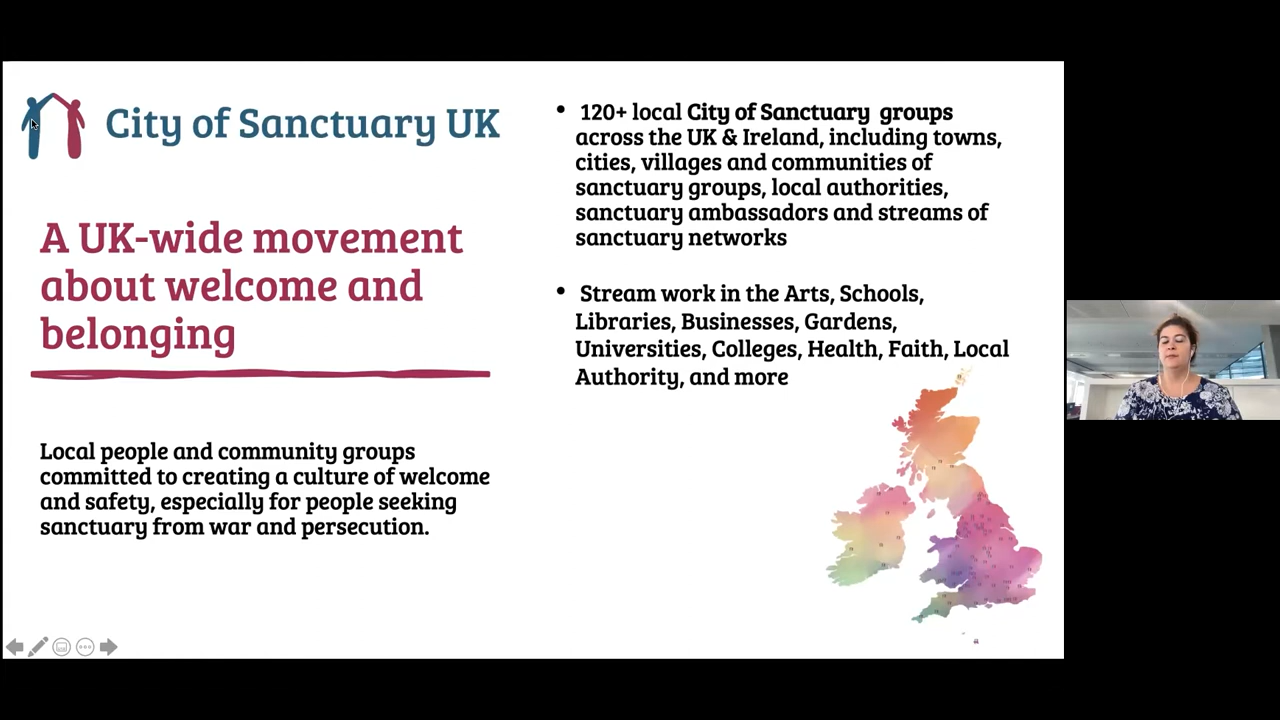 City of Sanctuary UK
A UK-wide movement
about welcome and
belonging
Local people and community groups
committed to creating a culture of welcome
and safety, especially for people seeking
sanctuary from war and persecution.
• 120+ local City of Sanctuary groups
across the UK & Ireland, including towns,
cities, villages and communities of
sanctuary groups, local authorities,
sanctuary ambassadors and streams of
sanctuary networks
• Stream work in the Arts, Schools,
Libraries, Businesses, Gardens,
Universities, Colleges, Health, Faith, Local
Authority, and more